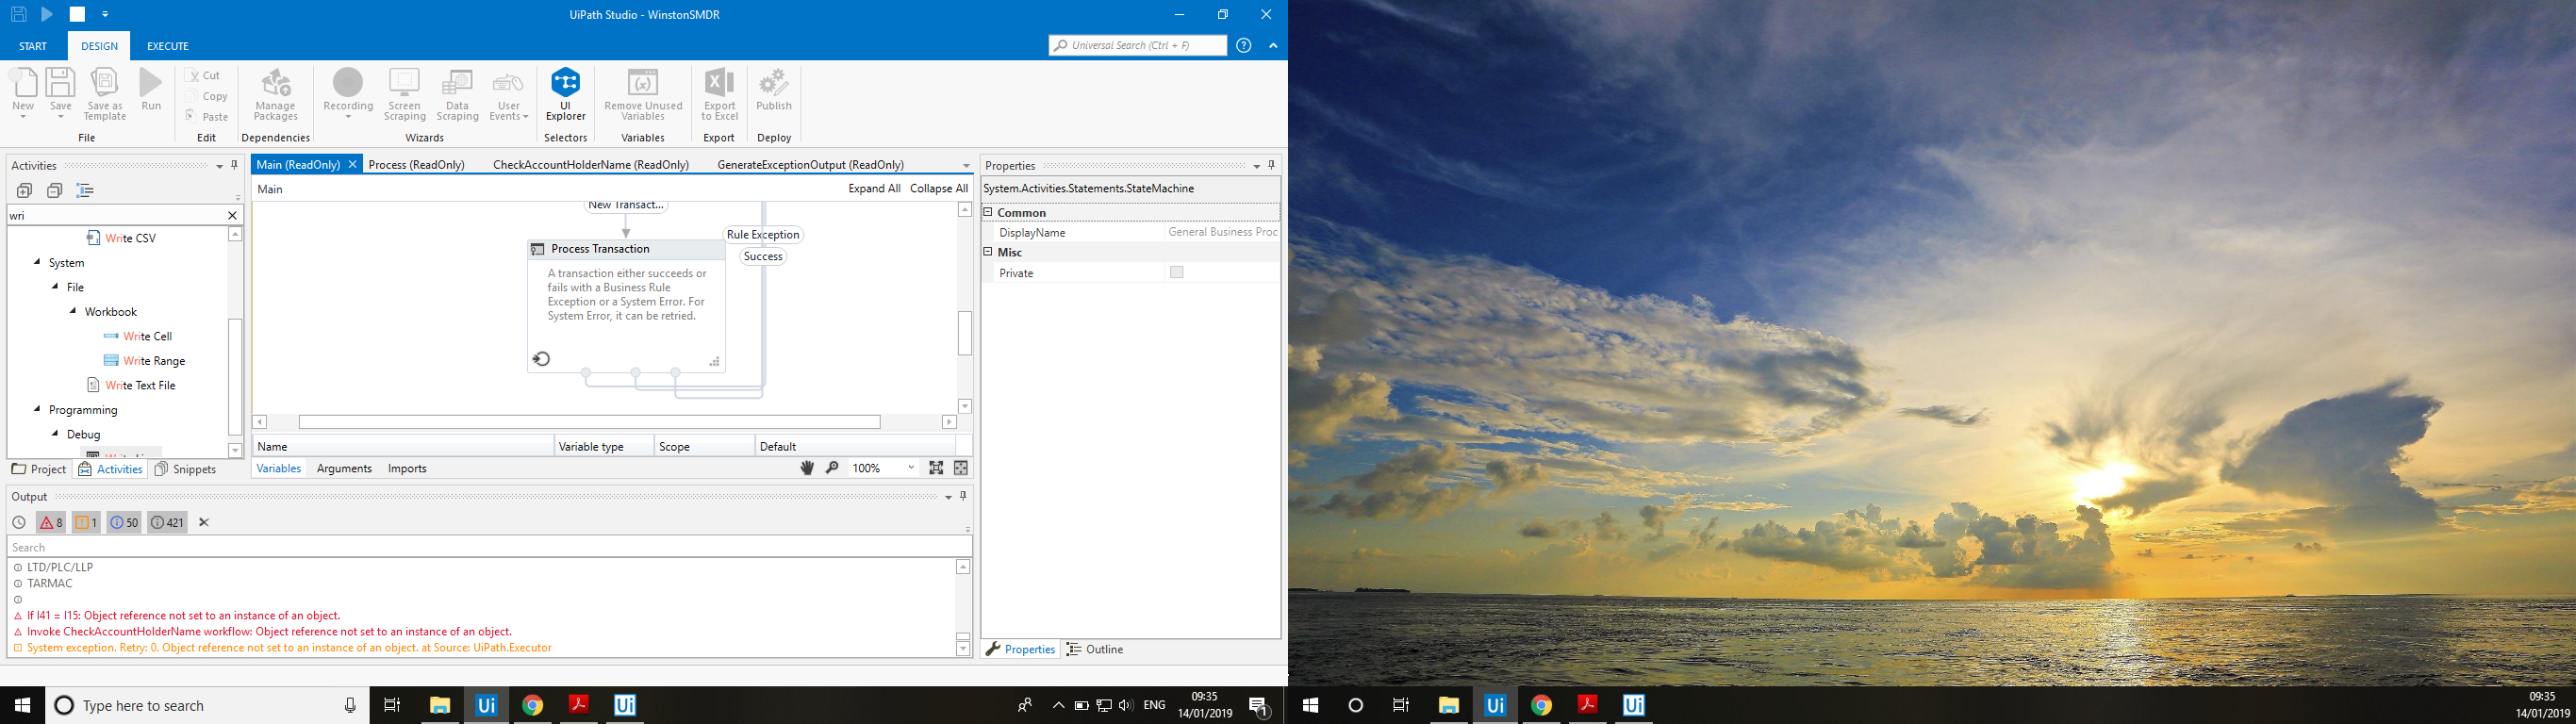 UiPath Studio - WinstonSMDR
START DESIGN EXECUTE
Universal Search (Ctrl + F)
New Save Save as Template Run
File
Cut
Copy
Paste
Edit
Manage Packages
Dependencies
Recording Screen Scraping Data Scraping User Events
Wizards
UI Explorer
Selectors
Remove Unused Variables
Variables
Export to Excel
Export
Publish
Deploy
Activities
wri
Write CSV
System
File
Workbook
Write Cell
Write Range
Write Text File
Programming
Debug
Project Activities Snippets
Main (ReadOnly) Process (ReadOnly) CheckAccountHolderName (ReadOnly) GenerateExceptionOutput (ReadOnly)
Main Expand All Collapse All
New Transact...
Rule Exception
Success
Process Transaction
A transaction either succeeds or
fails with a Business Rule
Exception or a System Error. For
System Error, it can be retried.
Name Variable type Scope Default
Variables Arguments Imports 100%
Properties
System.Activities.Statements.StateMachine
Common
DisplayName General Business Proc
Misc
Private
Properties Outline
Output
8 1 50 421
Search
LTD/PLC/LLP
TARMAC
If I41 = I15: Object reference not set to an instance of an object.
Invoke CheckAccountHolderName workflow: Object reference not set to an instance of an object.
System exception. Retry: 0. Object reference not set to an instance of an object. at Source: UiPath.Executor
Type here to search
Ui
Ui
ENG
09:35
14/01/2019
1
Ui
Ui
09:35
14/01/2019